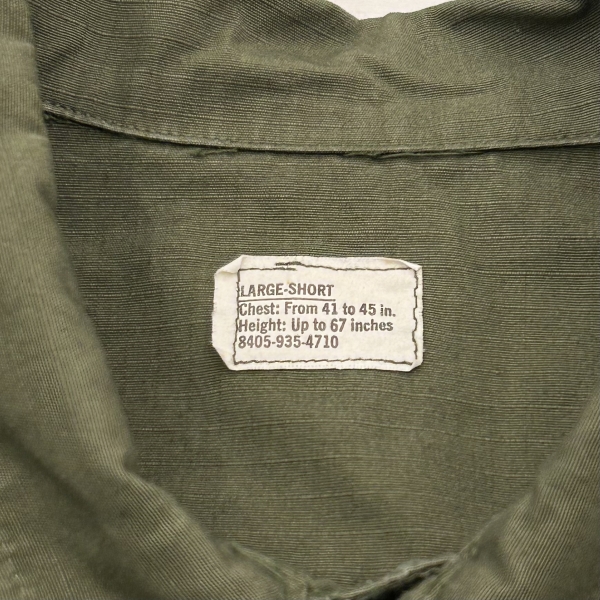 LARGE-SHORT
Chest: From 41 to 45 in.
Height: Up to 67 inches
8405-935-4710